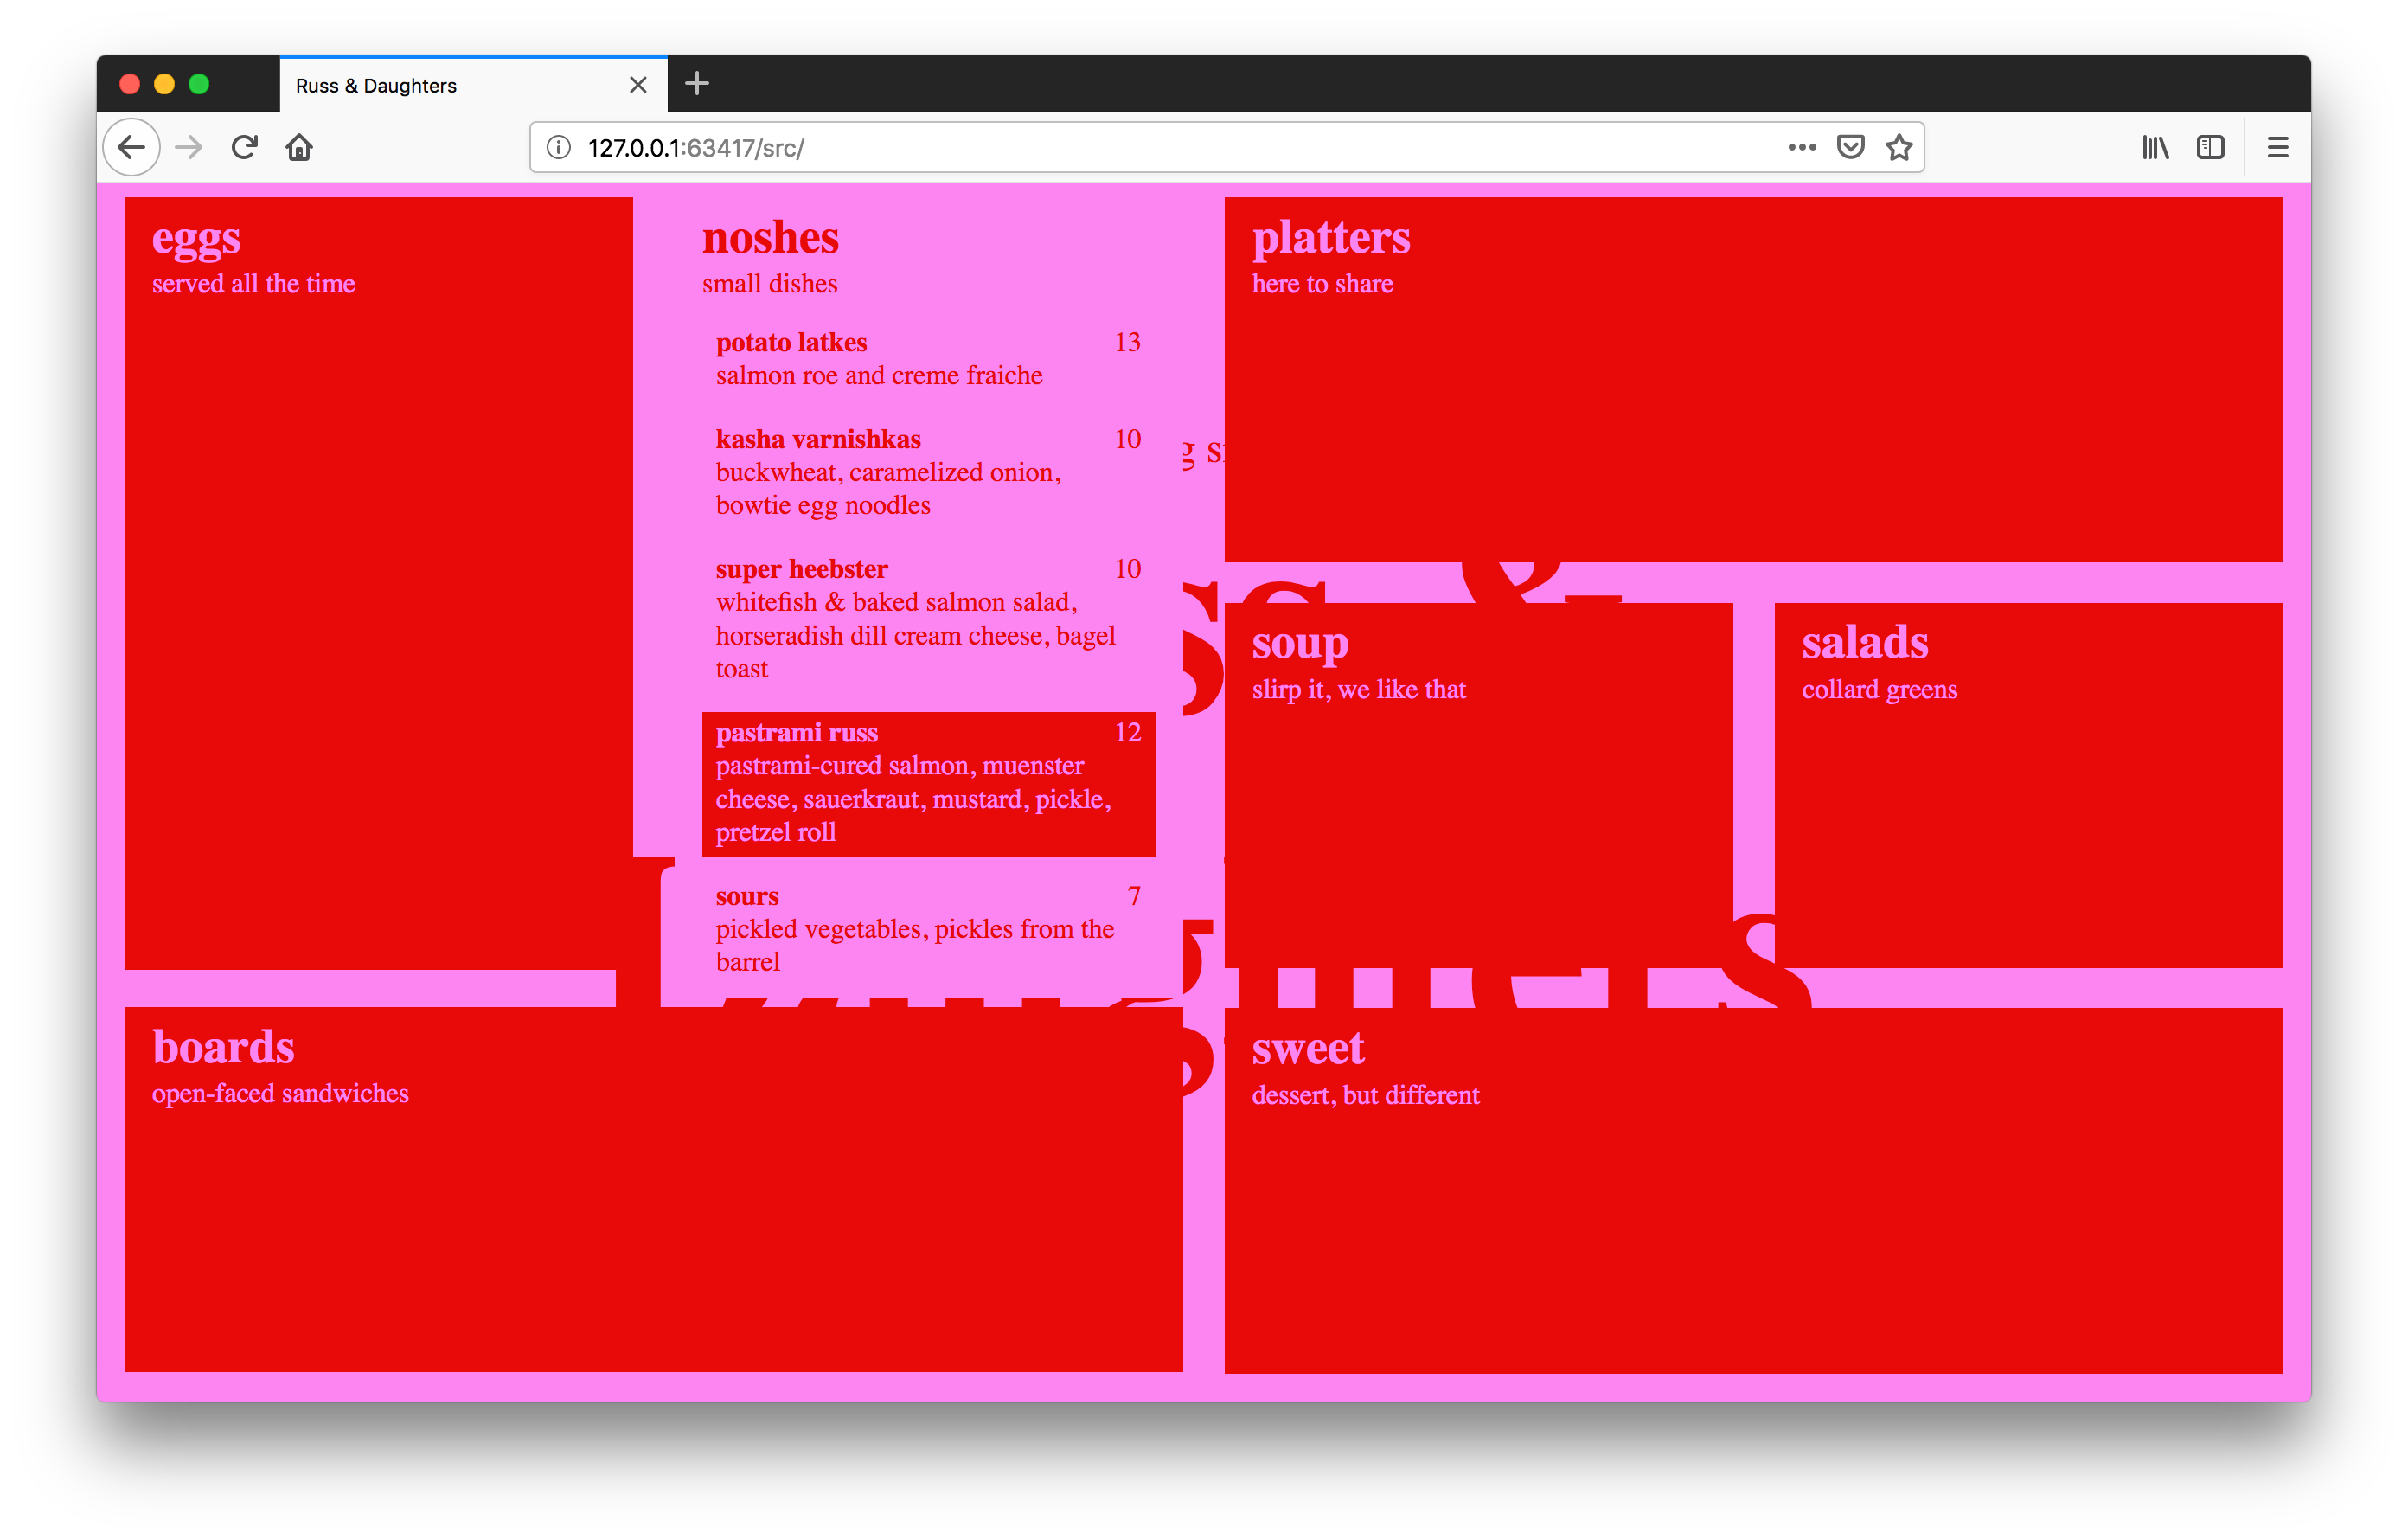 Russ & Daughters
127.0.0.1:63417/src/
eggs
served all the time
noshes
small dishes
potato latkes 13
salmon roe and creme fraiche
kasha varnishkas 10
buckwheat, caramelized onion,
bowtie egg noodles
super heebster 10
whitefish & baked salmon salad,
horseradish dill cream cheese, bagel
toast
pastrami russ 12
pastrami-cured salmon, muenster
cheese, sauerkraut, mustard, pickle,
pretzel roll
sours 7
pickled vegetables, pickles from the
barrel
platters
here to share
soup
slirp it, we like that
salads
collard greens
boards
open-faced sandwiches
sweet
dessert, but different